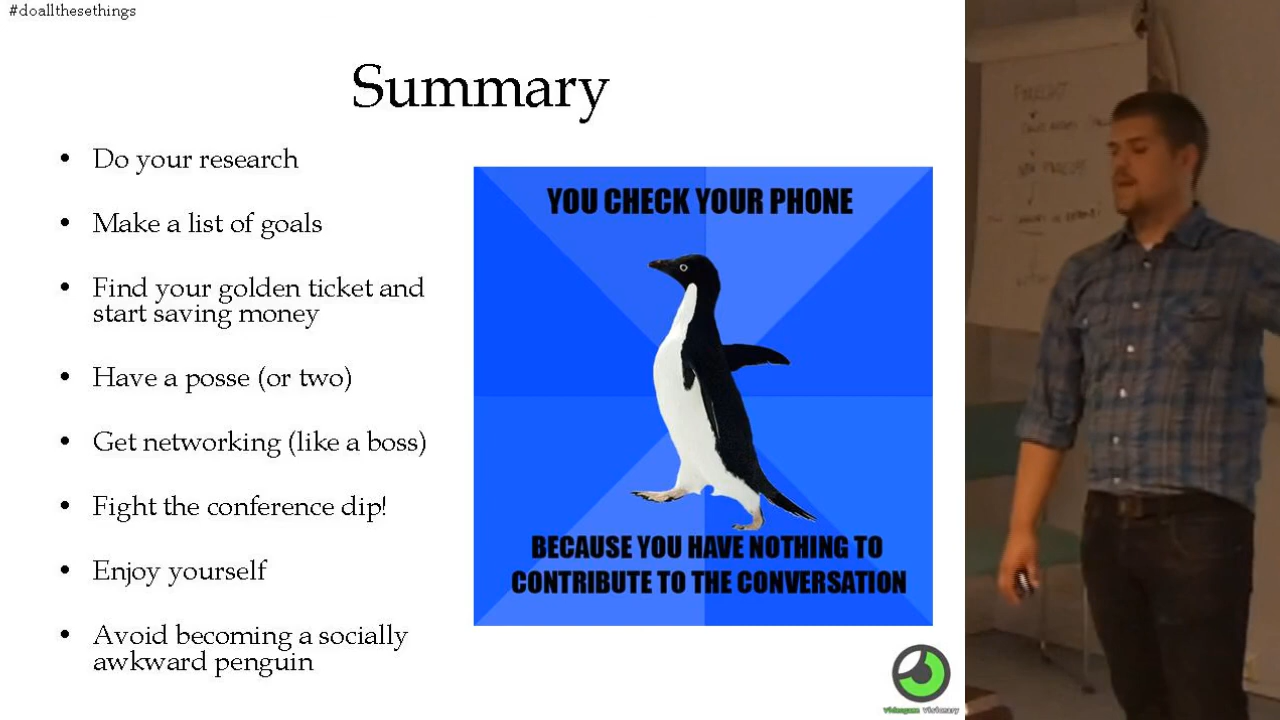 #doallthesethings
Summary
• Do your research
• Make a list of goals
• Find your golden ticket and
start saving money
• Have a posse (or two)
• Get networking (like a boss)
• Fight the conference dip!
• Enjoy yourself
• Avoid becoming a socially
awkward penguin
YOU CHECK YOUR PHONE
BECAUSE YOU HAVE NOTHING TO
CONTRIBUTE TO THE CONVERSATION
Videogame Visionary